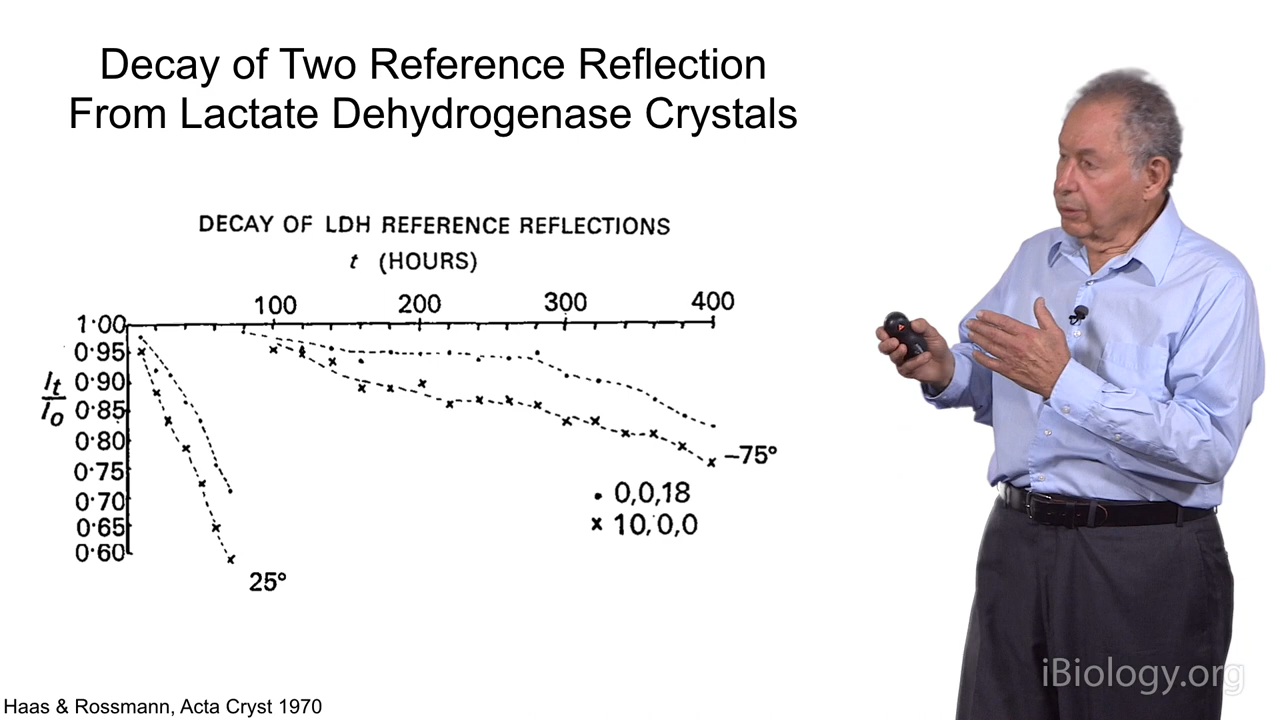 Decay of Two Reference Reflection
From Lactate Dehydrogenase Crystals
DECAY OF LDH REFERENCE REFLECTIONS
t (HOURS)
100 200 300 400
1·00
0·95
0·90
0·85
0·80
0·75
0·70
0·65
0·60
It/Io
−75°
• 0,0,18
× 10,0,0
25°
iBiology.org
Haas & Rossmann, Acta Cryst 1970